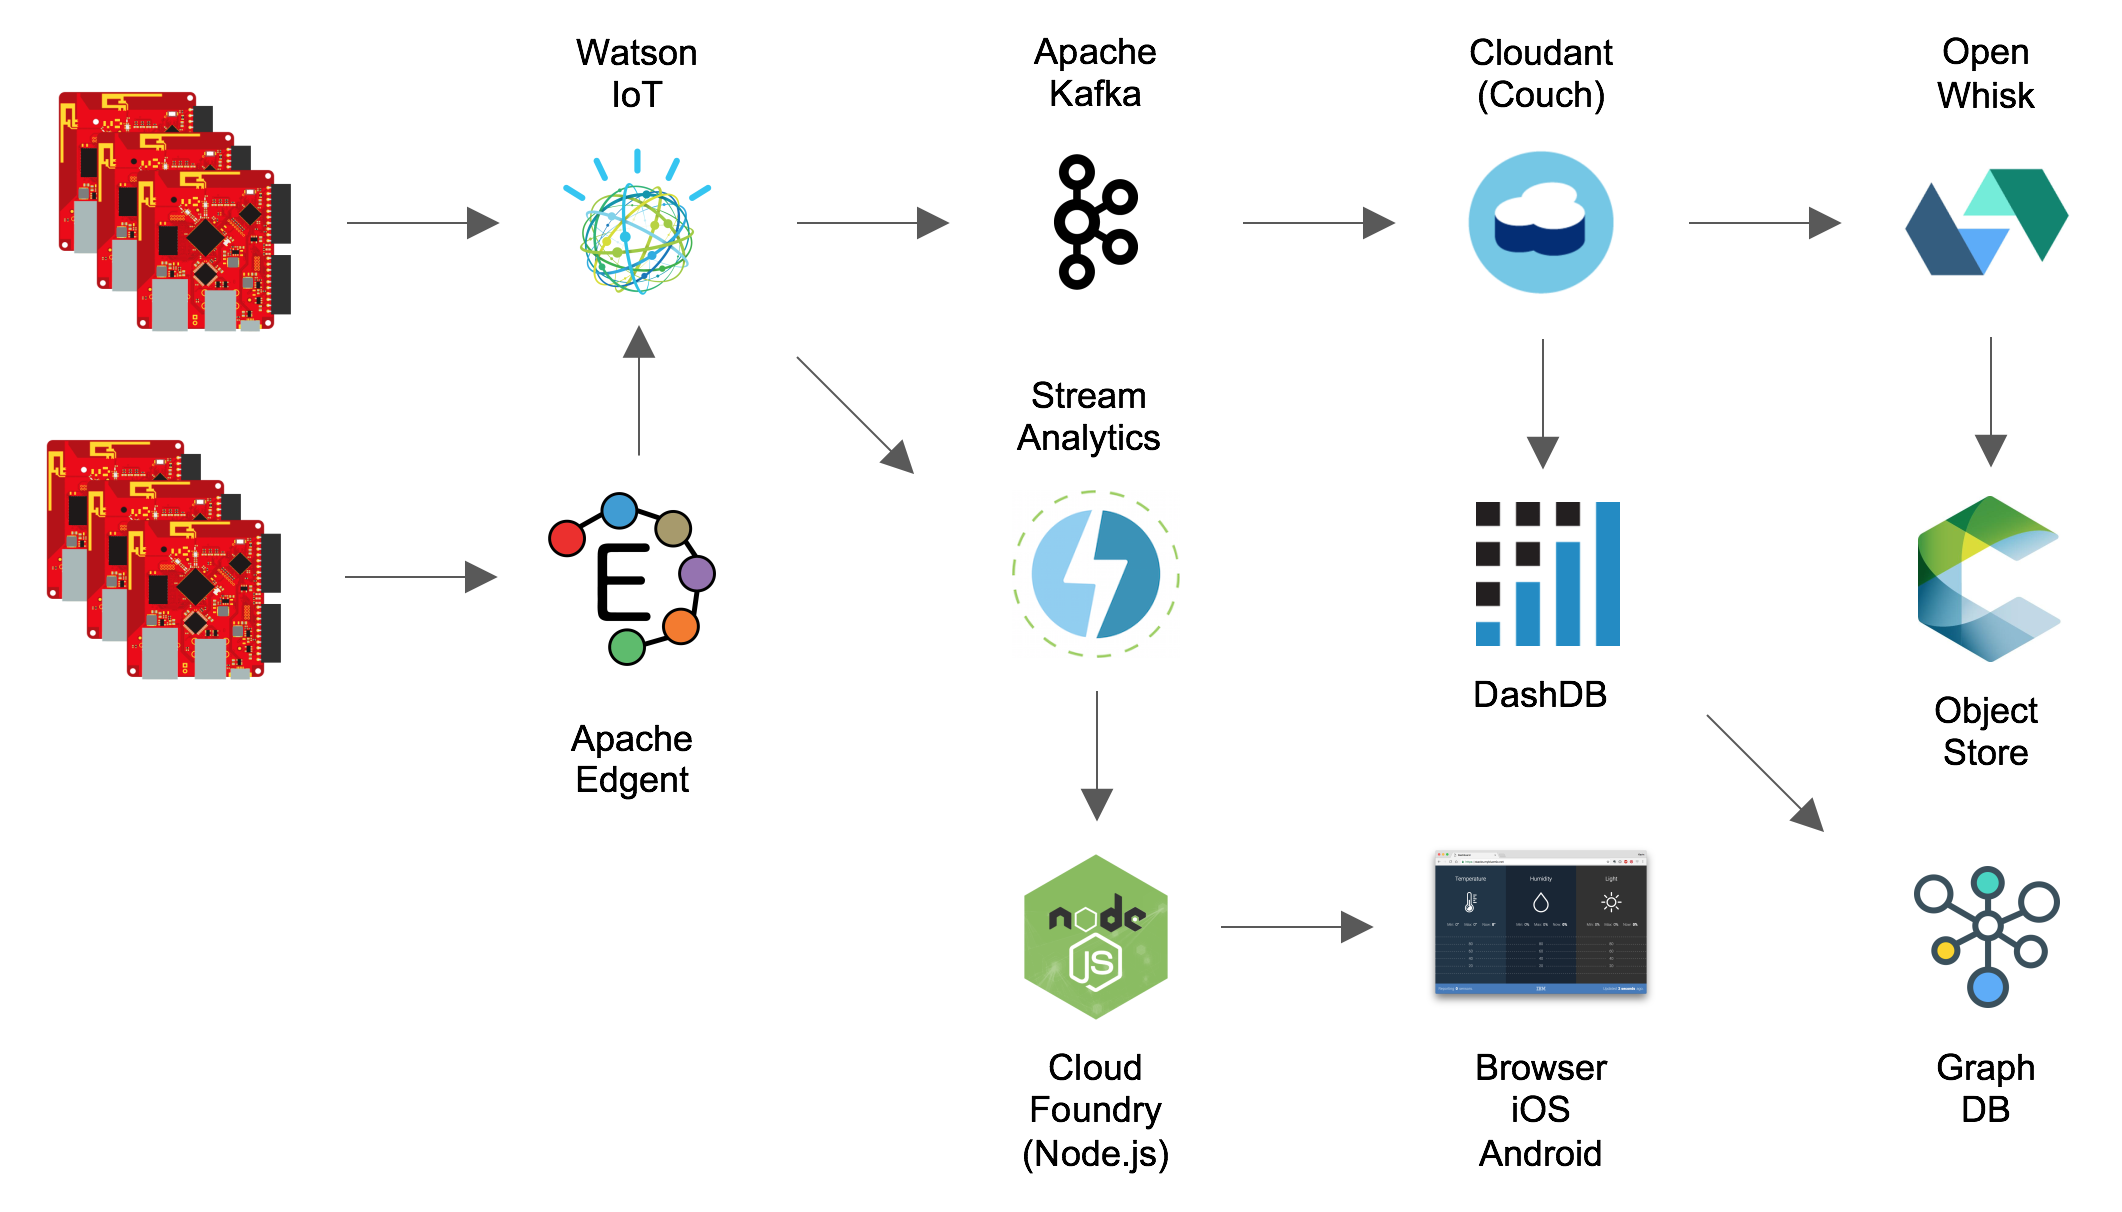 Watson
IoT
Apache
Kafka
Cloudant
(Couch)
Open
Whisk
Stream
Analytics
E
DashDB
Object
Store
Apache
Edgent
node
JS
Temperature
Humidity
Light
IBM
Cloud
Foundry
(Node.js)
Browser
iOS
Android
Graph
DB